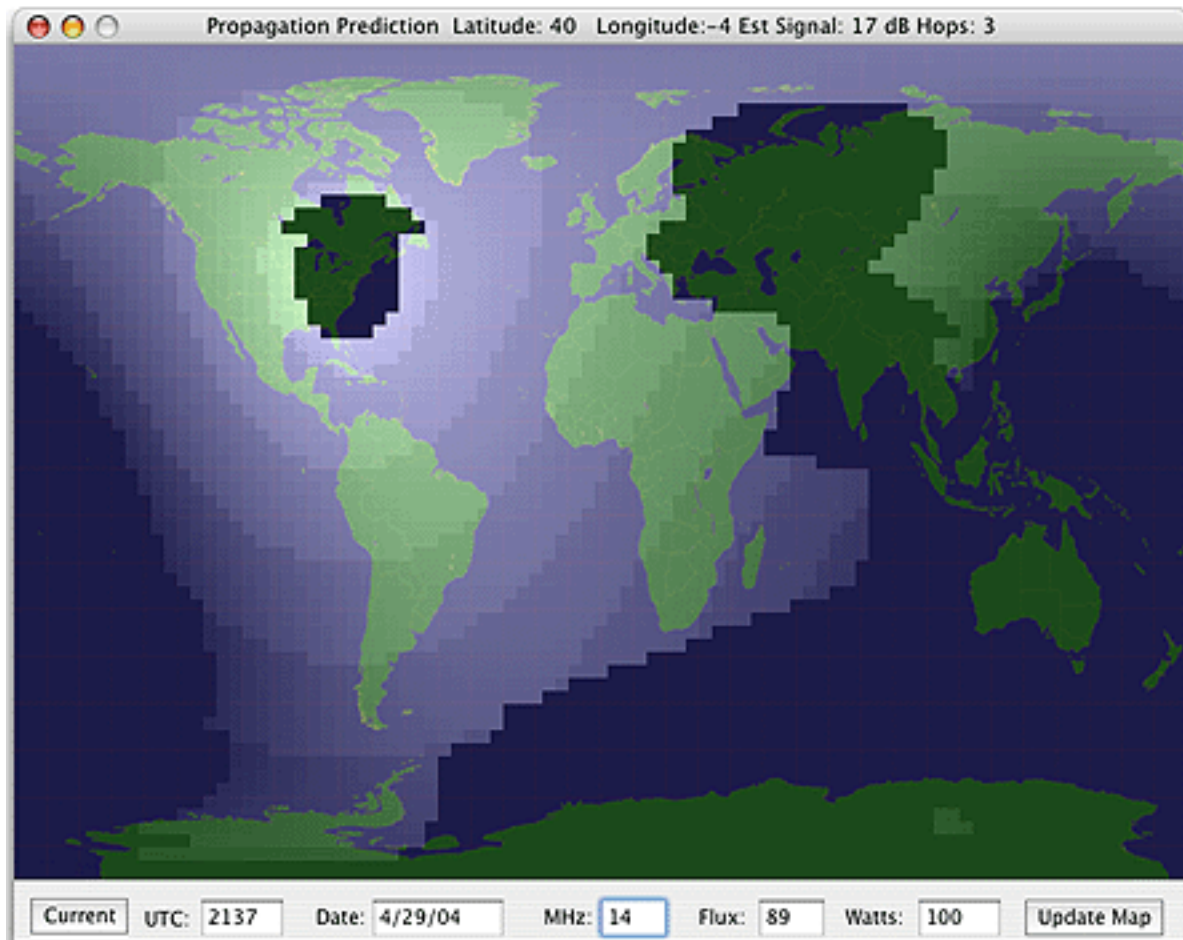 Propagation Prediction Latitude: 40 Longitude:-4 Est Signal: 17 dB Hops: 3
Current UTC: 2137 Date: 4/29/04 MHz: 14 Flux: 89 Watts: 100 Update Map